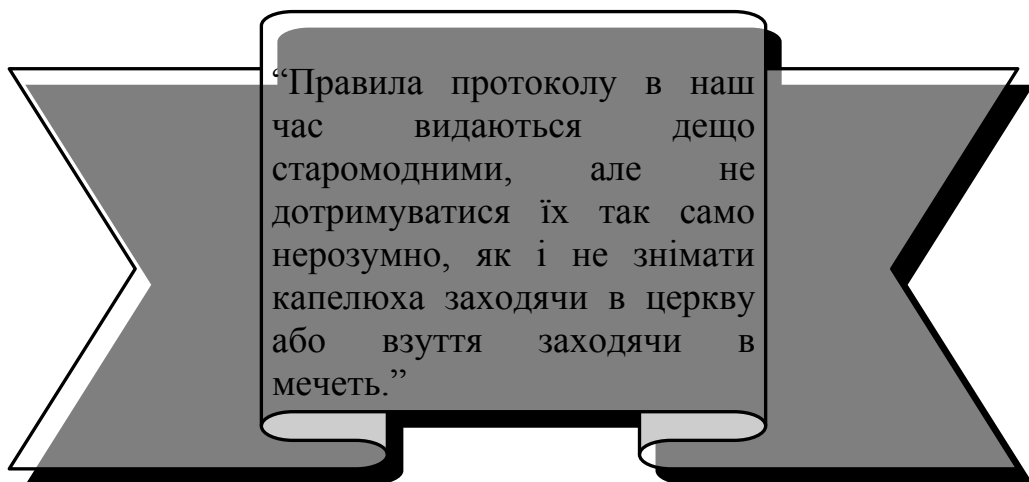 “Правила протоколу в наш
час видаються дещо
старомодними, але не
дотримуватися їх так само
нерозумно, як і не знімати
капелюха заходячи в церкву
або взуття заходячи в
мечеть.”